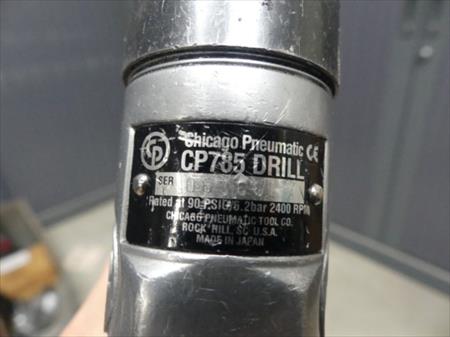 Chicago Pneumatic CE
CP
CP785 DRILL
SER
Rated at 90 PSIG/6.2bar 2400 RPM
CHICAGO PNEUMATIC TOOL CO.
ROCK HILL, SC U.S.A.
MADE IN JAPAN